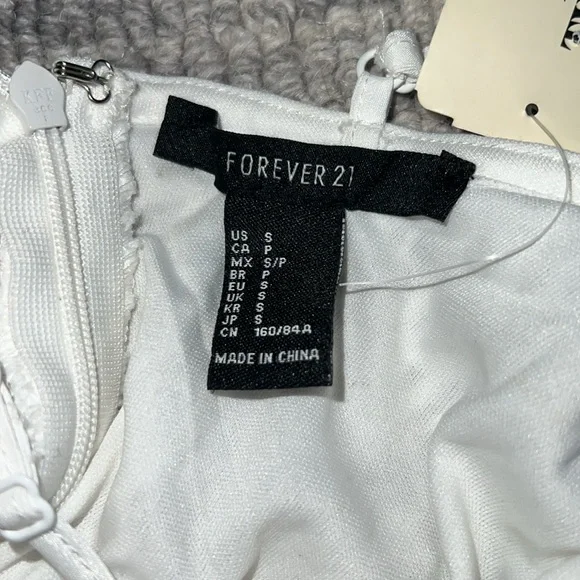 FOREVER 21
US S
CA P
MX S/P
BR P
EU S
UK S
KR S
JP S
CN 160/84A
MADE IN CHINA